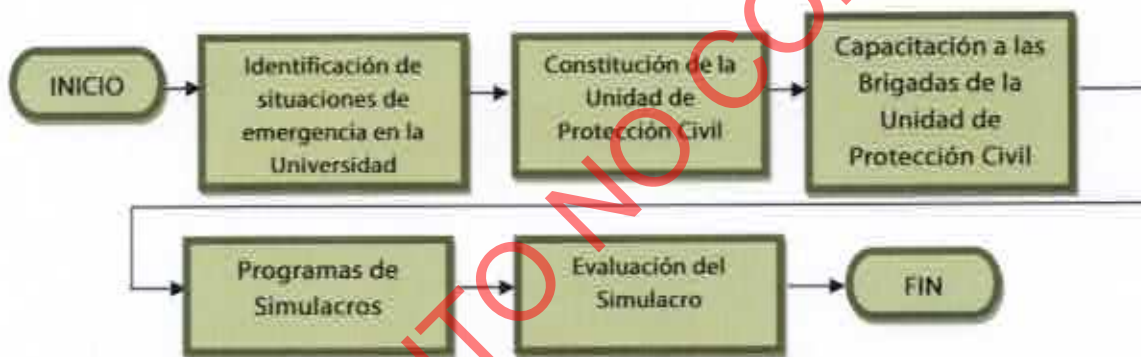 INICIO
Identificación de
situaciones de
emergencia en la
Universidad
Constitución de la
Unidad de
Protección Civil
Capacitación a las
Brigadas de la
Unidad de
Protección Civil
Programas de
Simulacros
Evaluación del
Simulacro
FIN